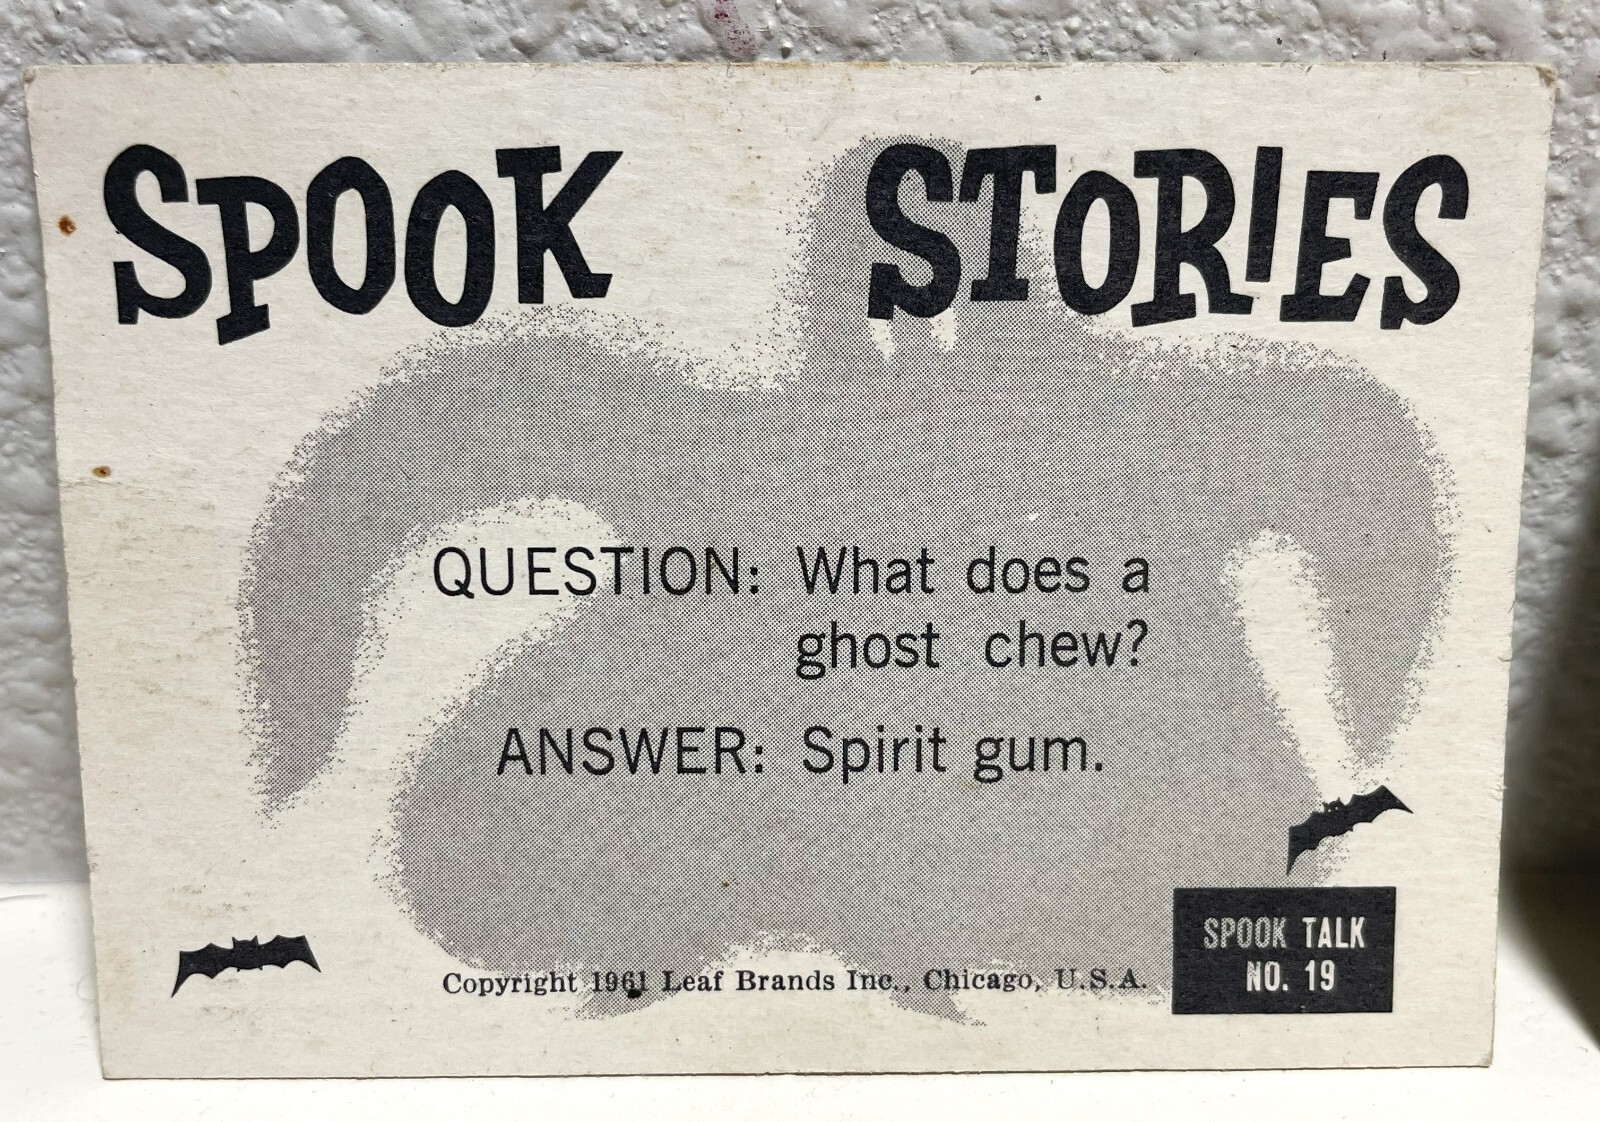 SPOOK STORIES
QUESTION: What does a
ghost chew?
ANSWER: Spirit gum.
Copyright 1961 Leaf Brands Inc., Chicago, U.S.A.
SPOOK TALK
NO. 19